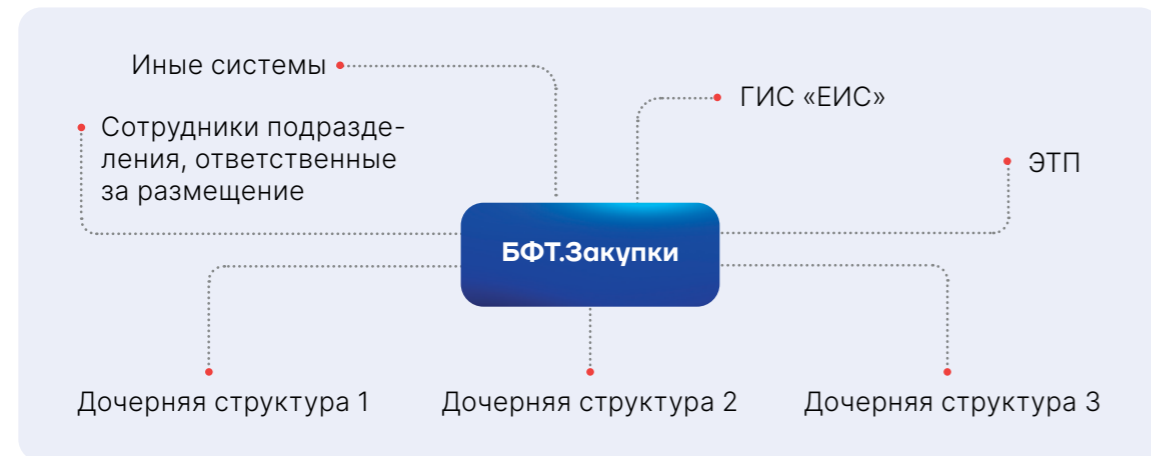 Иные системы
ГИС «ЕИС»
Сотрудники подразде-
ления, ответственные
за размещение
ЭТП
БФТ.Закупки
Дочерняя структура 1
Дочерняя структура 2
Дочерняя структура 3